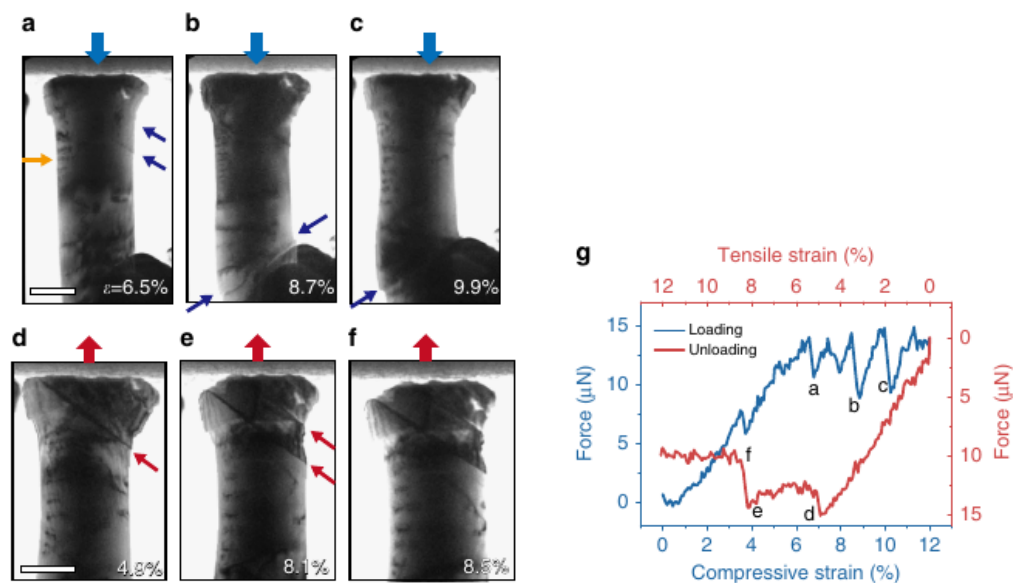 a
b
c
ε=6.5%
8.7%
9.9%
d
e
f
4.8%
8.1%
8.5%
g
Tensile strain (%)
12 10 8 6 4 2 0
15
10
5
0
Force (μN)
Loading
Unloading
a
b
c
f
e
d
0
5
10
15
Force (μN)
0 2 4 6 8 10 12
Compressive strain (%)